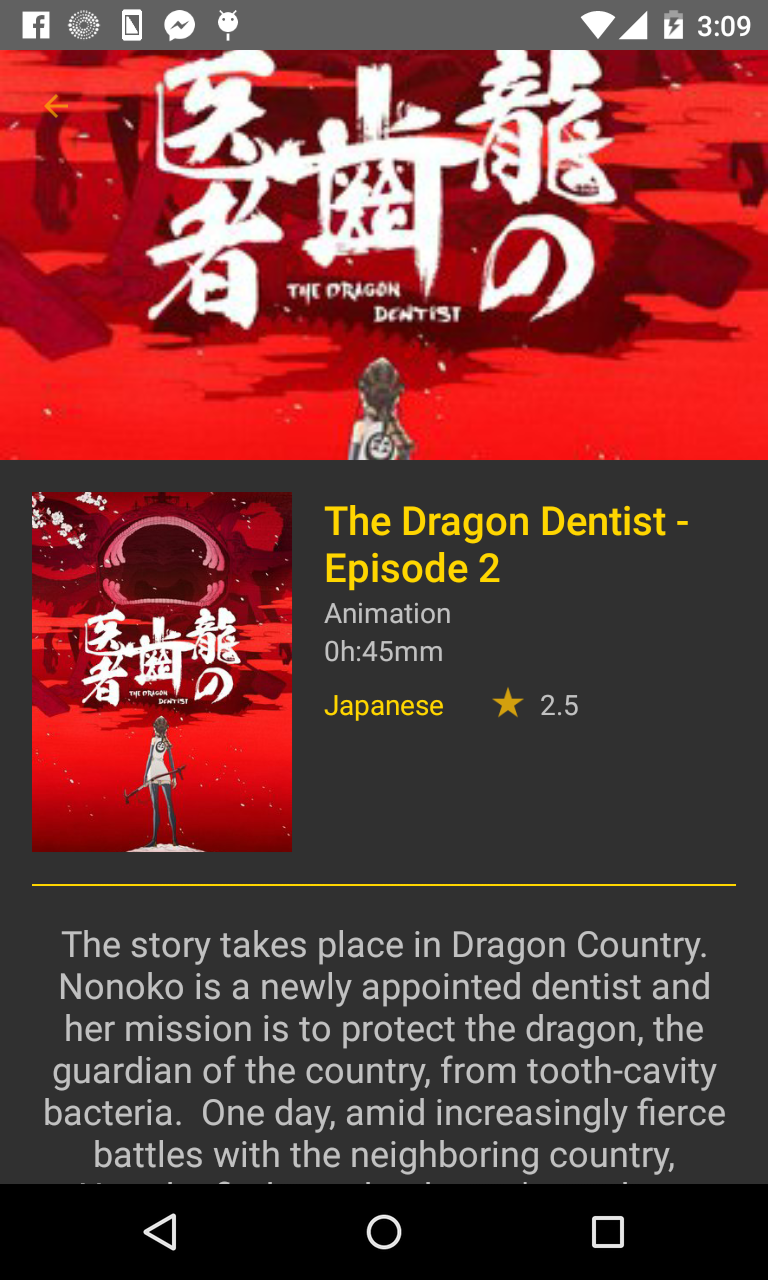 3:09
龍の
歯
医者
THE DRAGON
DENTIST
龍の
歯
医者
THE DRAGON
DENTIST
The Dragon Dentist -
Episode 2
Animation
0h:45mm
Japanese 2.5
The story takes place in Dragon Country.
Nonoko is a newly appointed dentist and
her mission is to protect the dragon, the
guardian of the country, from tooth-cavity
bacteria.  One day, amid increasingly fierce
battles with the neighboring country,